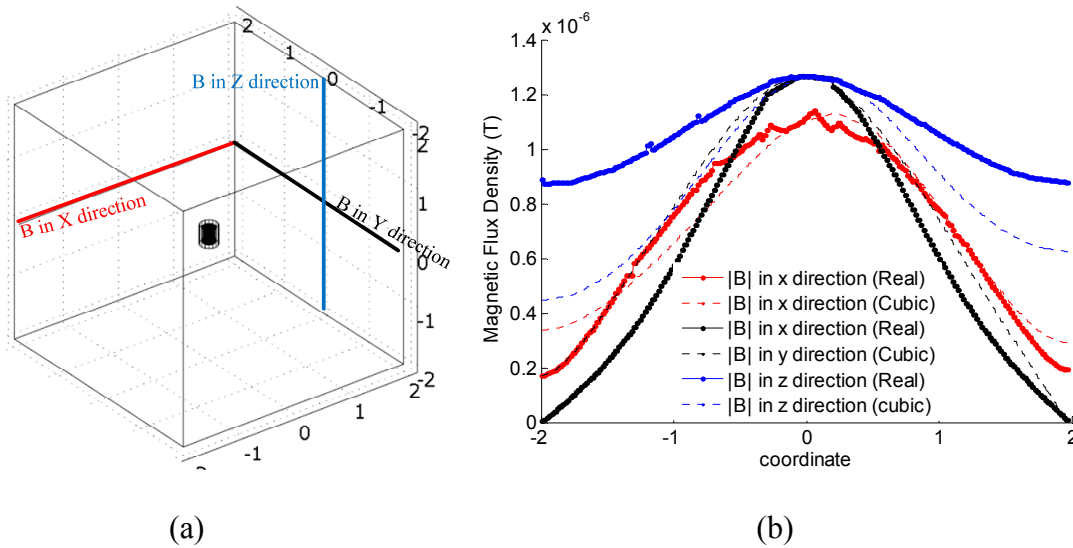 2
1
0
-1
-2
B in Z direction
B in X direction
B in Y direction
2
1
0
-1
-2
2
1
0
-1
(a)
x 10-6
1.4
1.2
1
0.8
0.6
0.4
0.2
0
Magnetic Flux Density (T)
|B| in x direction (Real)
|B| in x direction (Cubic)
|B| in x direction (Real)
|B| in y direction (Cubic)
|B| in z direction (Real)
|B| in z direction (cubic)
-2
-1
0
1
2
coordinate
(b)